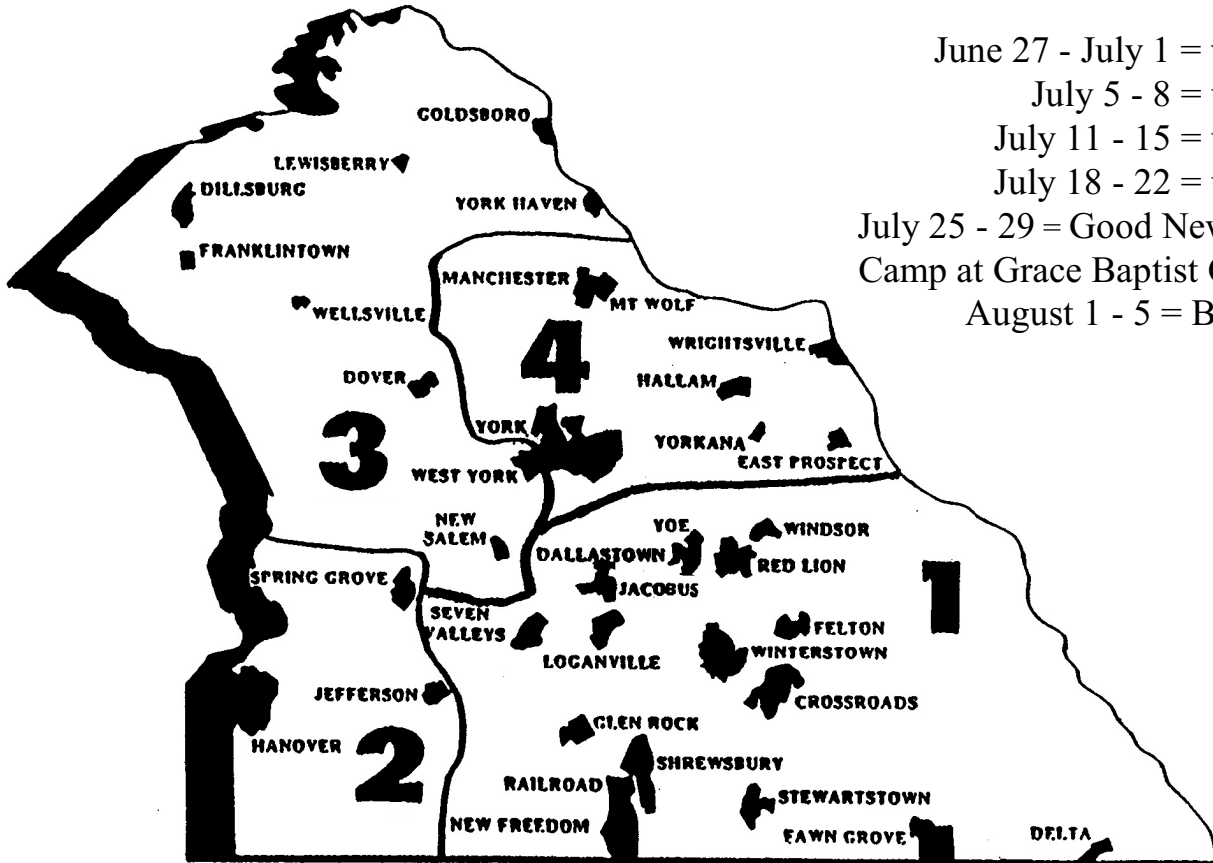 June 27 - July 1 =
July 5 - 8 =
July 11 - 15 =
July 18 - 22 =
July 25 - 29 = Good New
Camp at Grace Baptist
August 1 - 5 = B
GOLDSBORO
LEWISBERRY
DILLSBURG
YORK HAVEN
FRANKLINTOWN
MANCHESTER
MT WOLF
WELLSVILLE
WRIGHTSVILLE
4
DOVER
HALLAM
3
YORK
YORKANA
EAST PROSPECT
WEST YORK
NEW
SALEM
YOE
WINDSOR
DALLASTOWN
RED LION
1
SPRING GROVE
JACOBUS
SEVEN
VALLEYS
FELTON
LOGANVILLE
WINTERSTOWN
JEFFERSON
CROSSROADS
HANOVER
2
GLEN ROCK
SHREWSBURY
RAILROAD
STEWARTSTOWN
NEW FREEDOM
FAWN GROVE
DELTA